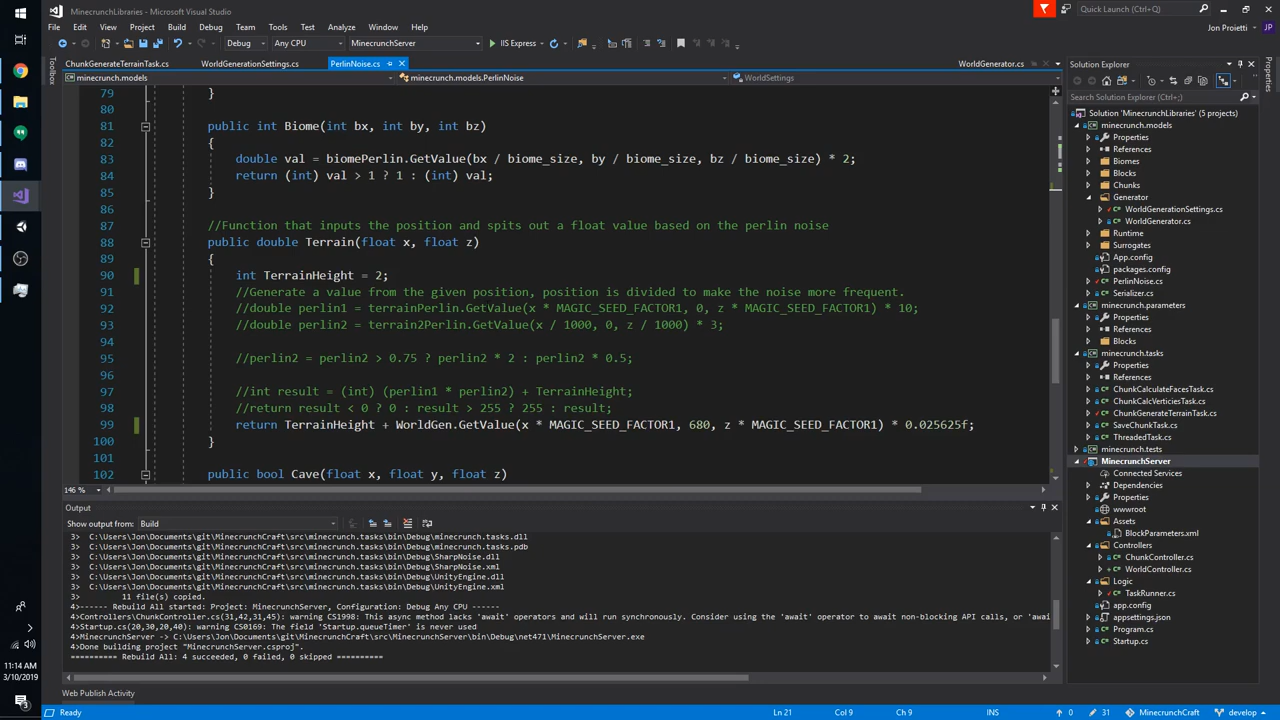 MinecrunchLibraries - Microsoft Visual Studio
Quick Launch (Ctrl+Q)
File Edit View Project Build Debug Team Tools Test Analyze Window Help
Jon Proietti JP
Debug Any CPU MinecrunchServer IIS Express
Toolbox
ChunkGenerateTerrainTask.cs WorldGenerationSettings.cs PerlinNoise.cs WorldGenerator.cs
minecrunch.models minecrunch.models.PerlinNoise WorldSettings
79 }
80
81 public int Biome(int bx, int by, int bz)
82 {
83 double val = biomePerlin.GetValue(bx / biome_size, by / biome_size, bz / biome_size) * 2;
84 return (int) val > 1 ? 1 : (int) val;
85 }
86
87 //Function that inputs the position and spits out a float value based on the perlin noise
88 public double Terrain(float x, float z)
89 {
90 int TerrainHeight = 2;
91 //Generate a value from the given position, position is divided to make the noise more frequent.
92 //double perlin1 = terrainPerlin.GetValue(x * MAGIC_SEED_FACTOR1, 0, z * MAGIC_SEED_FACTOR1) * 10;
93 //double perlin2 = terrain2Perlin.GetValue(x / 1000, 0, z / 1000) * 3;
94
95 //perlin2 = perlin2 > 0.75 ? perlin2 * 2 : perlin2 * 0.5;
96
97 //int result = (int) (perlin1 * perlin2) + TerrainHeight;
98 //return result < 0 ? 0 : result > 255 ? 255 : result;
99 return TerrainHeight + WorldGen.GetValue(x * MAGIC_SEED_FACTOR1, 680, z * MAGIC_SEED_FACTOR1) * 0.025625f;
100 }
101
102 public bool Cave(float x, float y, float z)
146 %
Output
Show output from: Build
3> C:\Users\Jon\Documents\git\MinecrunchCraft\src\minecrunch.tasks\bin\Debug\minecrunch.tasks.dll
3> C:\Users\Jon\Documents\git\MinecrunchCraft\src\minecrunch.tasks\bin\Debug\minecrunch.tasks.pdb
3> C:\Users\Jon\Documents\git\MinecrunchCraft\src\minecrunch.tasks\bin\Debug\SharpNoise.dll
3> C:\Users\Jon\Documents\git\MinecrunchCraft\src\minecrunch.tasks\bin\Debug\SharpNoise.xml
3> C:\Users\Jon\Documents\git\MinecrunchCraft\src\minecrunch.tasks\bin\Debug\UnityEngine.dll
3> C:\Users\Jon\Documents\git\MinecrunchCraft\src\minecrunch.tasks\bin\Debug\UnityEngine.xml
3> 11 file(s) copied.
4>------ Rebuild All started: Project: MinecrunchServer, Configuration: Debug Any CPU ------
4>Controllers\ChunkController.cs(31,42,31,45): warning CS1998: This async method lacks 'await' operators and will run synchronously. Consider using the 'await' operator to await non-blocking API calls, or 'awai
4>Startup.cs(20,30,20,40): warning CS0169: The field 'Startup.queueTimer' is never used
4>MinecrunchServer -> C:\Users\Jon\Documents\git\MinecrunchCraft\src\MinecrunchServer\bin\Debug\net471\MinecrunchServer.exe
4>Done building project "MinecrunchServer.csproj".
========== Rebuild All: 4 succeeded, 0 failed, 0 skipped ==========
Web Publish Activity
Solution Explorer
Search Solution Explorer (Ctrl+;)
Solution 'MinecrunchLibraries' (5 projects)
minecrunch.models
Properties
References
Biomes
Blocks
Chunks
Generator
WorldGenerationSettings.cs
WorldGenerator.cs
Runtime
Surrogates
App.config
packages.config
PerlinNoise.cs
Serializer.cs
minecrunch.parameters
Properties
References
Blocks
minecrunch.tasks
Properties
References
ChunkCalculateFacesTask.cs
ChunkCalcVerticiesTask.cs
ChunkGenerateTerrainTask.cs
SaveChunkTask.cs
ThreadedTask.cs
minecrunch.tests
MinecrunchServer
Connected Services
Dependencies
Properties
wwwroot
Assets
BlockParameters.xml
Controllers
ChunkController.cs
WorldController.cs
Logic
TaskRunner.cs
app.config
appsettings.json
Program.cs
Startup.cs
Properties
11:14 AM
3/10/2019
3
Ready Ln 21 Col 9 Ch 9 INS 0 31 MinecrunchCraft develop